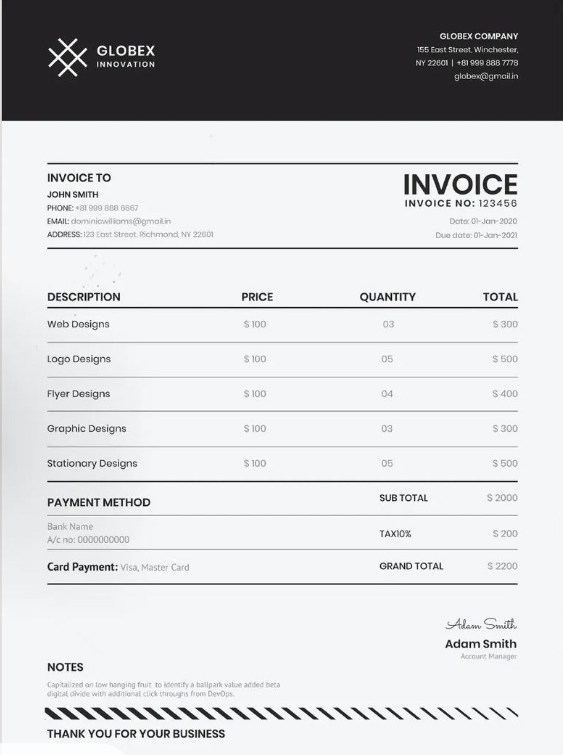 GLOBEX
INNOVATION
GLOBEX COMPANY
155 East Street, Winchester,
NY 22601 | +81 999 888 7778
globex@gmail.in
INVOICE TO
JOHN SMITH
PHONE: +81 999 888 6667
EMAIL: dominicwilliams@gmail.in
ADDRESS: 123 East Street, Richmond, NY 22601
INVOICE
INVOICE NO: 123456
Date: 01-Jan-2020
Due date: 01-Jan-2021
DESCRIPTION PRICE QUANTITY TOTAL
Web Designs $ 100 03 $ 300
Logo Designs $ 100 05 $ 500
Flyer Designs $ 100 04 $ 400
Graphic Designs $ 100 03 $ 300
Stationary Designs $ 100 05 $ 500
PAYMENT METHOD
Bank Name
A/c no: 0000000000
Card Payment: Visa, Master Card
SUB TOTAL $ 2000
TAX10% $ 200
GRAND TOTAL $ 2200
Adam Smith
Adam Smith
Account Manager
NOTES
Capitalized on low hanging fruit to identify a ballpark value added beta
digital divide with additional click throughs from DevOps.
THANK YOU FOR YOUR BUSINESS